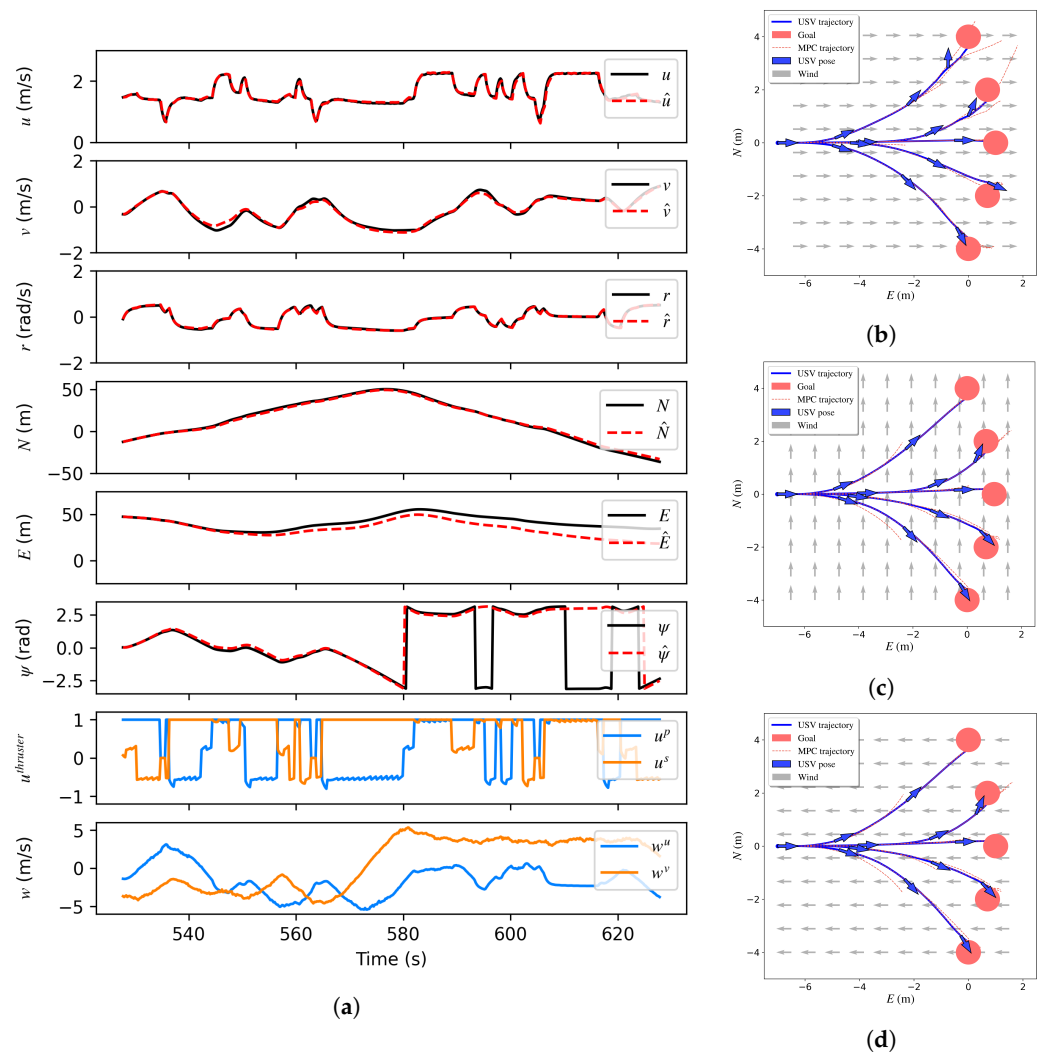 u (m/s)
2
0
u
û
v (m/s)
2
0
−2
v
v̂
r (rad/s)
2
0
−2
r
r̂
N (m)
50
0
−50
N
N̂
E (m)
50
0
E
Ê
ψ (rad)
2.5
0.0
−2.5
ψ
ψ̂
u^thruster
1
0
−1
u^p
u^s
w (m/s)
5
0
−5
w^u
w^v
540 560 580 600 620
Time (s)
(a)
USV trajectory
Goal
MPC trajectory
USV pose
Wind
N (m)
4
2
0
−2
−4
−6 −4 −2 0 2
E (m)
(b)
USV trajectory
Goal
MPC trajectory
USV pose
Wind
N (m)
4
2
0
−2
−4
−6 −4 −2 0 2
E (m)
(c)
USV trajectory
Goal
MPC trajectory
USV pose
Wind
N (m)
4
2
0
−2
−4
−6 −4 −2 0 2
E (m)
(d)